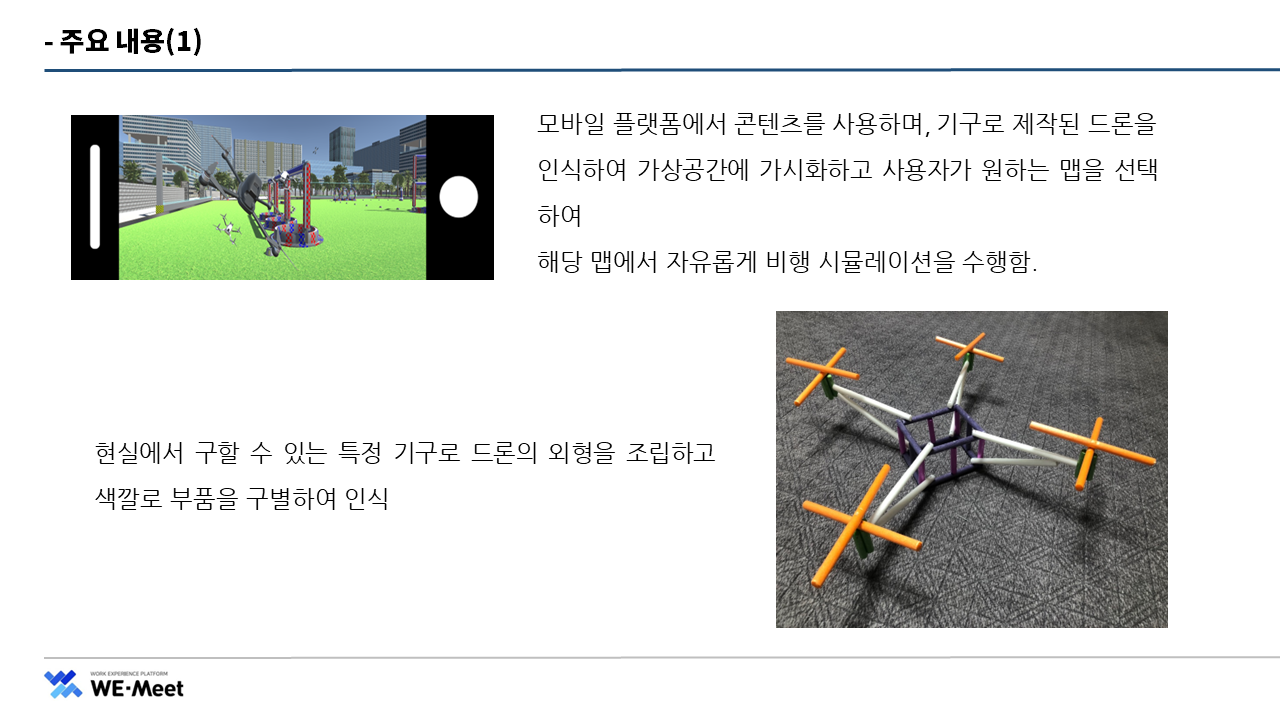 - 주요 내용(1)
모바일 플랫폼에서 콘텐츠를 사용하며, 기구로 제작된 드론을
인식하여 가상공간에 가시화하고 사용자가 원하는 맵을 선택
하여
해당 맵에서 자유롭게 비행 시뮬레이션을 수행함.
현실에서 구할 수 있는 특정 기구로 드론의 외형을 조립하고
색깔로 부품을 구별하여 인식
WORK EXPERIENCE PLATFORM
WE-Meet